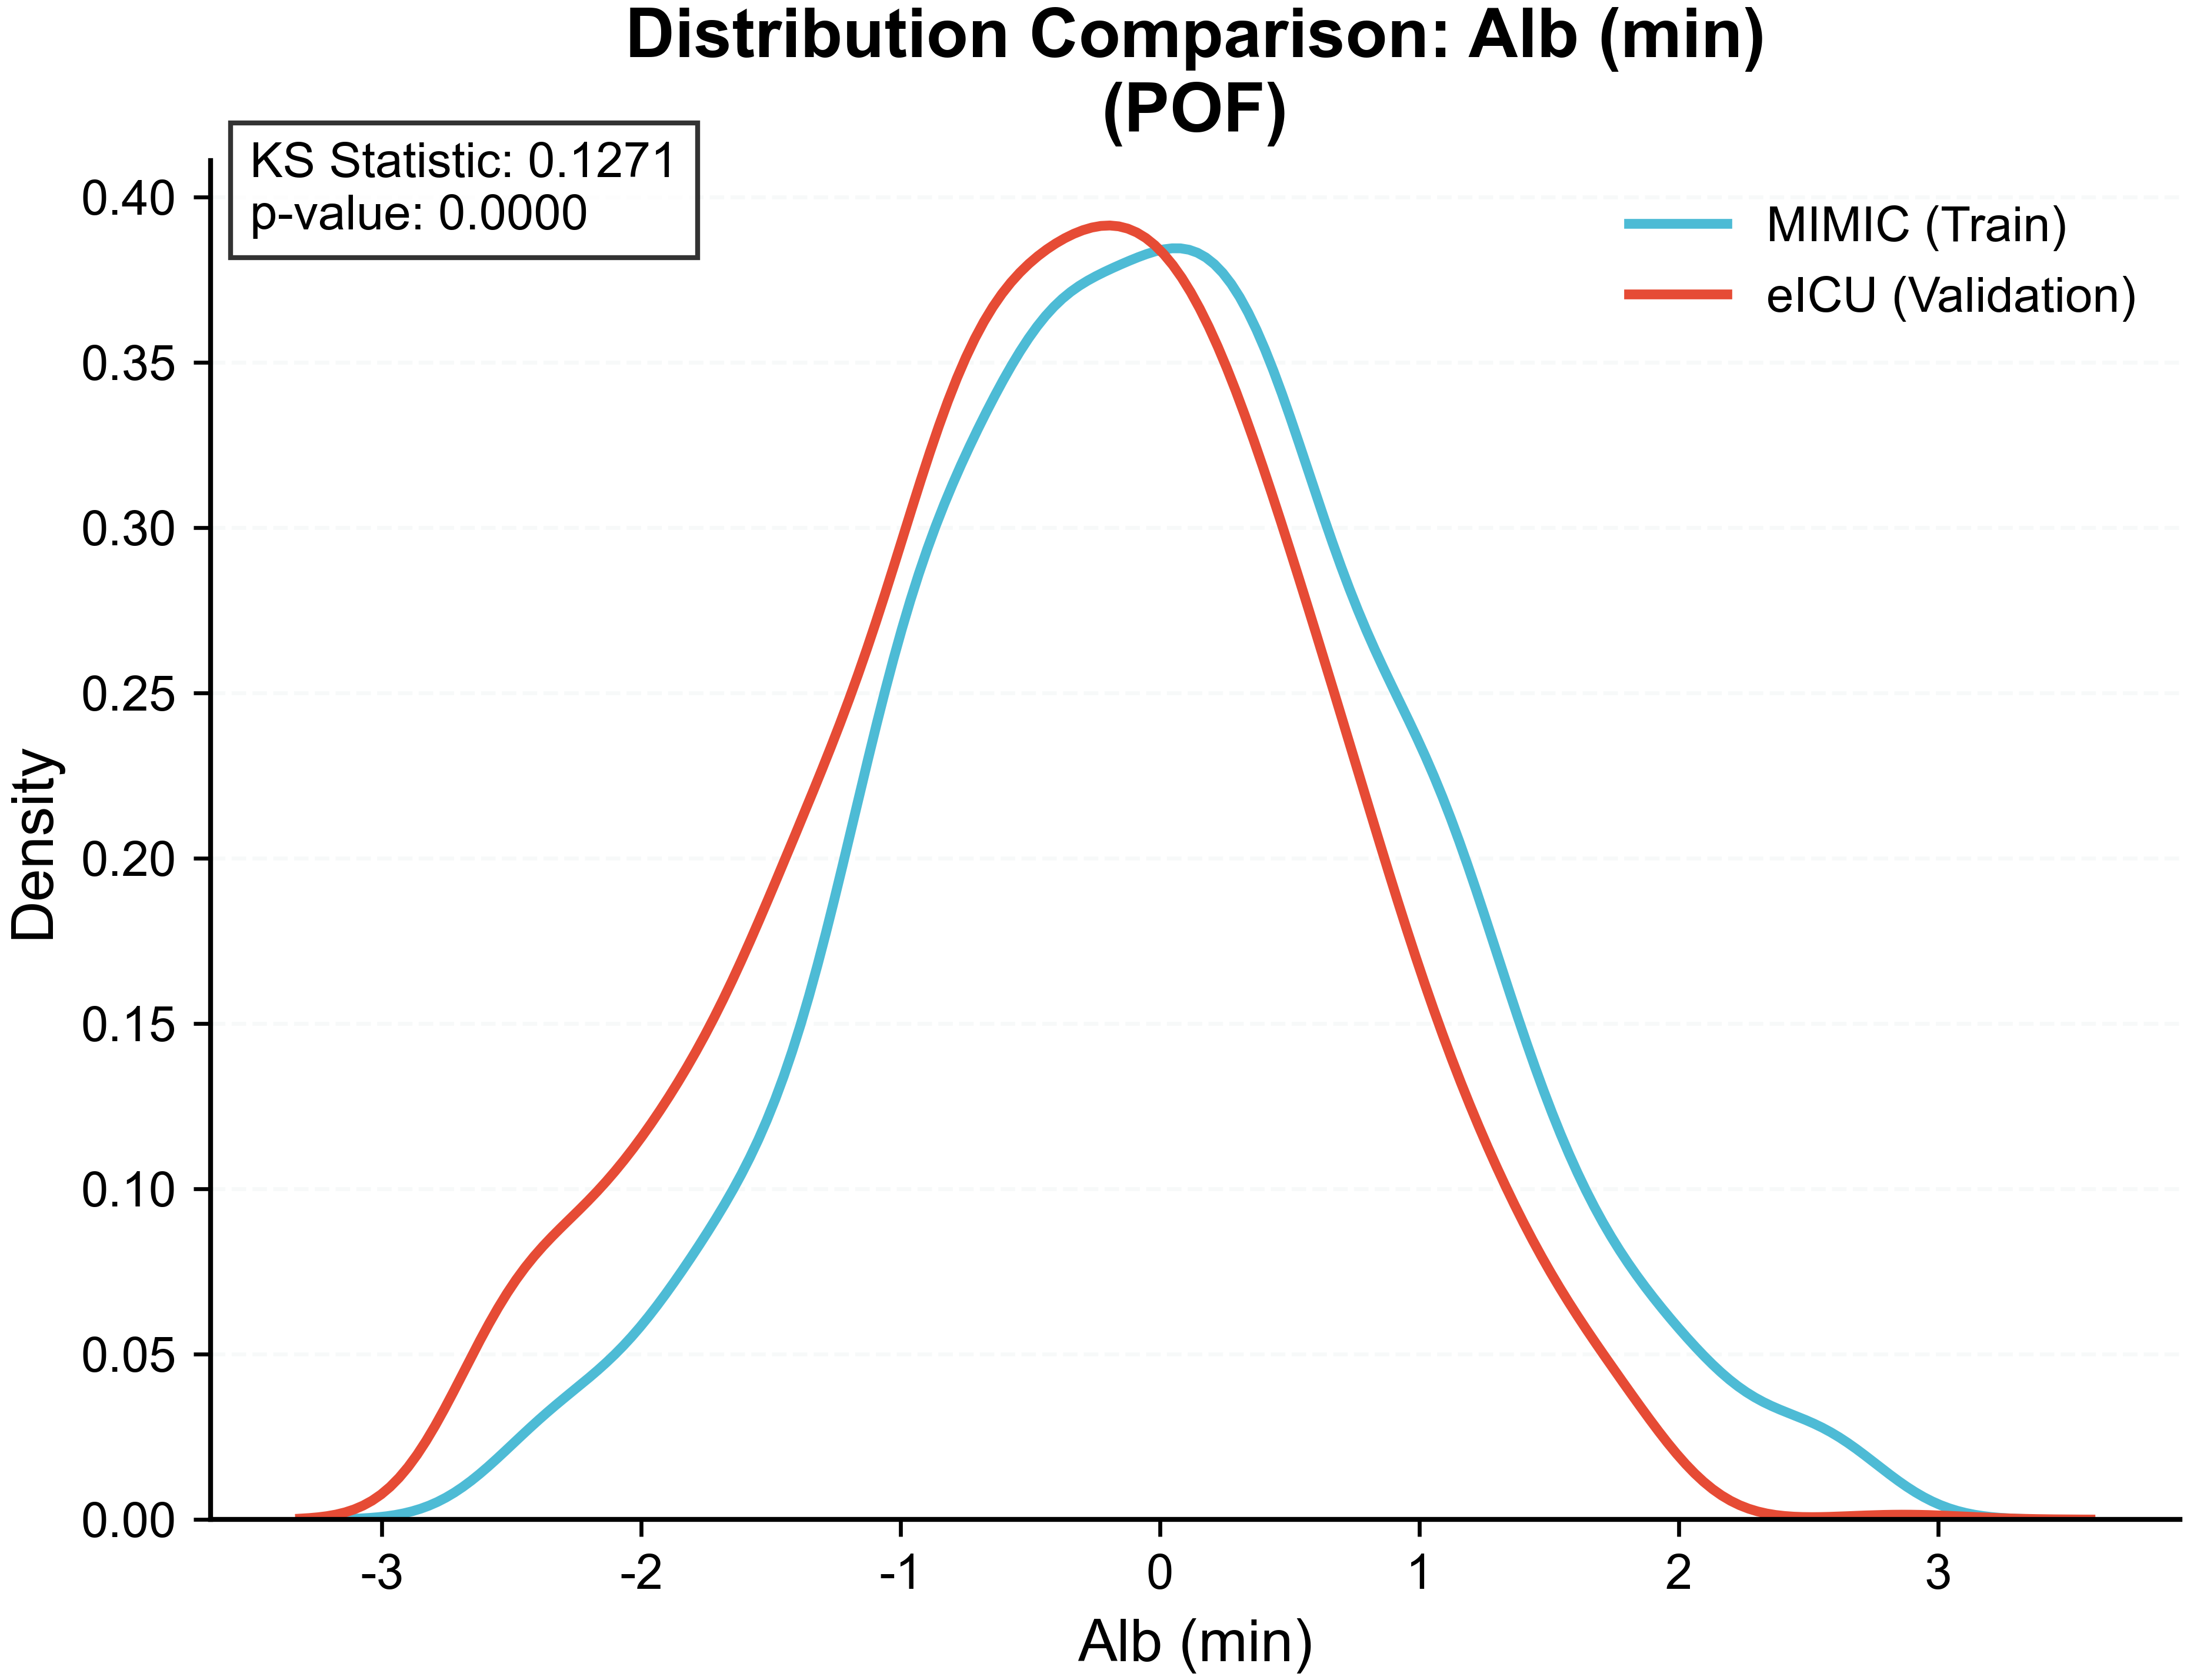 Distribution Comparison: Alb (min)
(POF)
KS Statistic: 0.1271
p-value: 0.0000
MIMIC (Train)
eICU (Validation)
0.40
0.35
0.30
0.25
0.20
0.15
0.10
0.05
0.00
Density
-3
-2
-1
0
1
2
3
Alb (min)